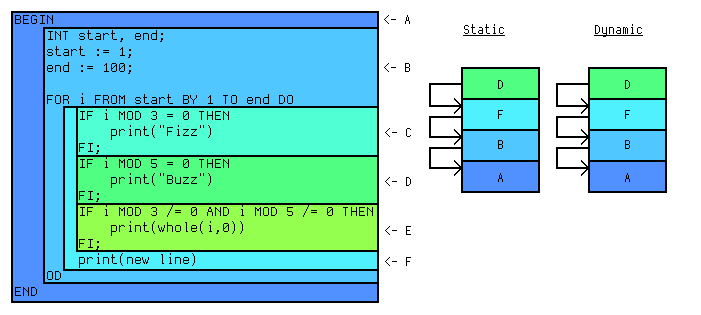 BEGIN
INT start, end;
start := 1;
end := 100;
FOR i FROM start BY 1 TO end DO
IF i MOD 3 = 0 THEN
print("Fizz")
FI;
IF i MOD 5 = 0 THEN
print("Buzz")
FI;
IF i MOD 3 /= 0 AND i MOD 5 /= 0 THEN
print(whole(i,0))
FI;
print(new line)
OD
END
<- A
<- B
<- C
<- D
<- E
<- F
Static
D
F
B
A
Dynamic
D
F
B
A